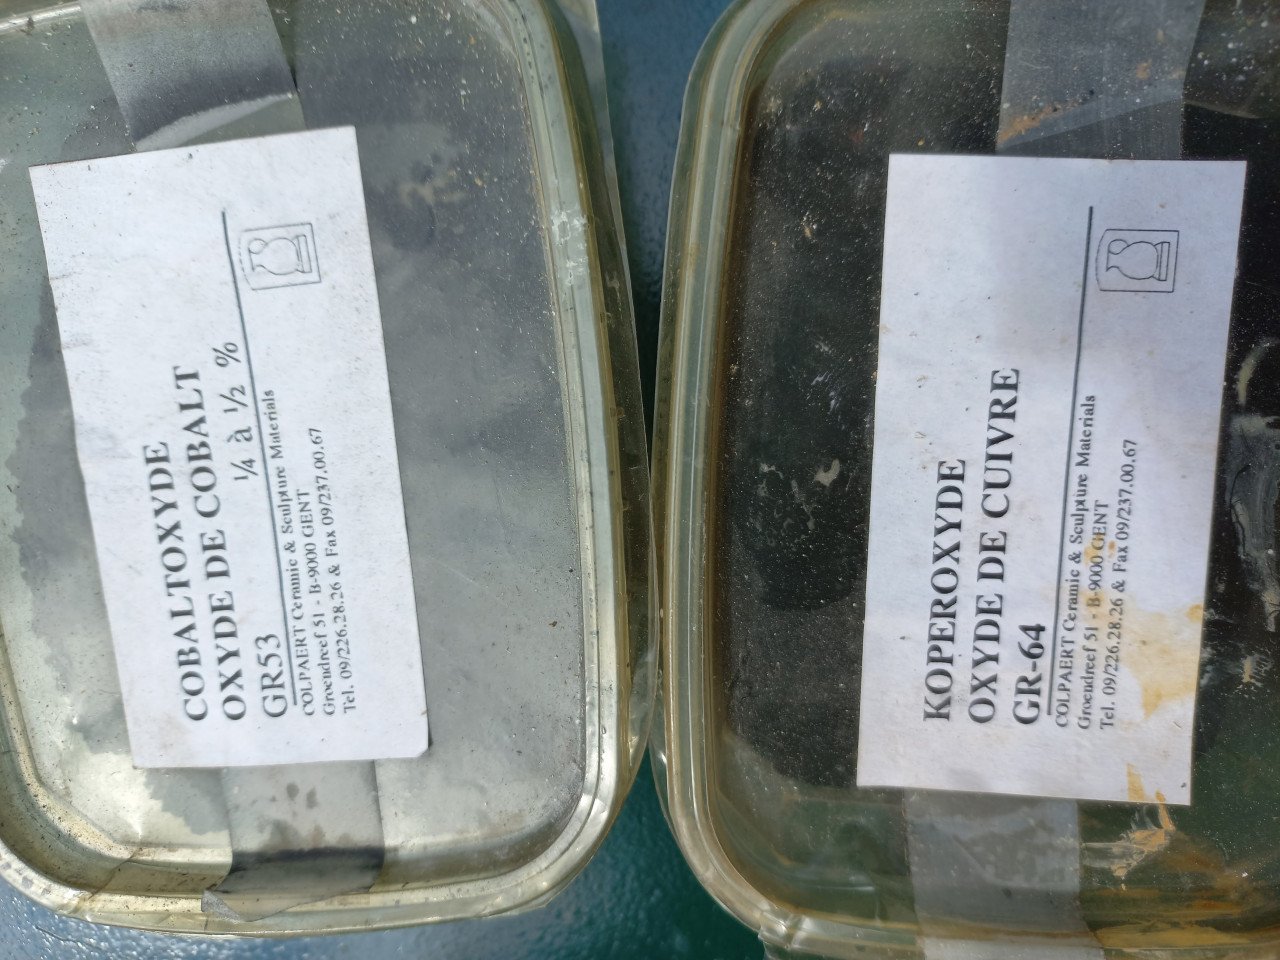 COBALTOXYDE
OXYDE DE COBALT
GR53 ¼ à ½ %
COLPAERT Ceramic & Sculpture Materials
Groendreef 51 - B-9000 GENT
Tel. 09/226.28.26 & Fax 09/237.00.67
KOPEROXYDE
OXYDE DE CUIVRE
GR-64
COLPAERT Ceramic & Sculpture Materials
Groendreef 51 - B-9000 GENT
Tel. 09/226.28.26 & Fax 09/237.00.67